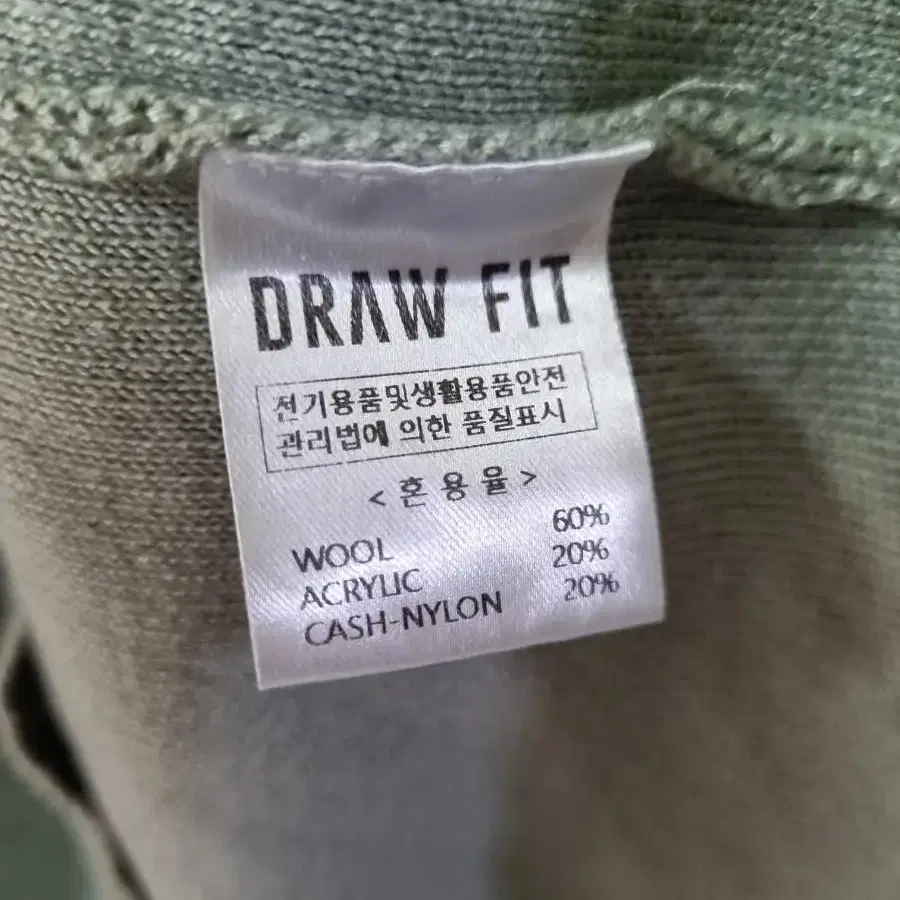 DRAW FIT
전기용품및생활용품안전
관리법에 의한 품질표시
<혼용율>
WOOL 60%
ACRYLIC 20%
CASH-NYLON 20%